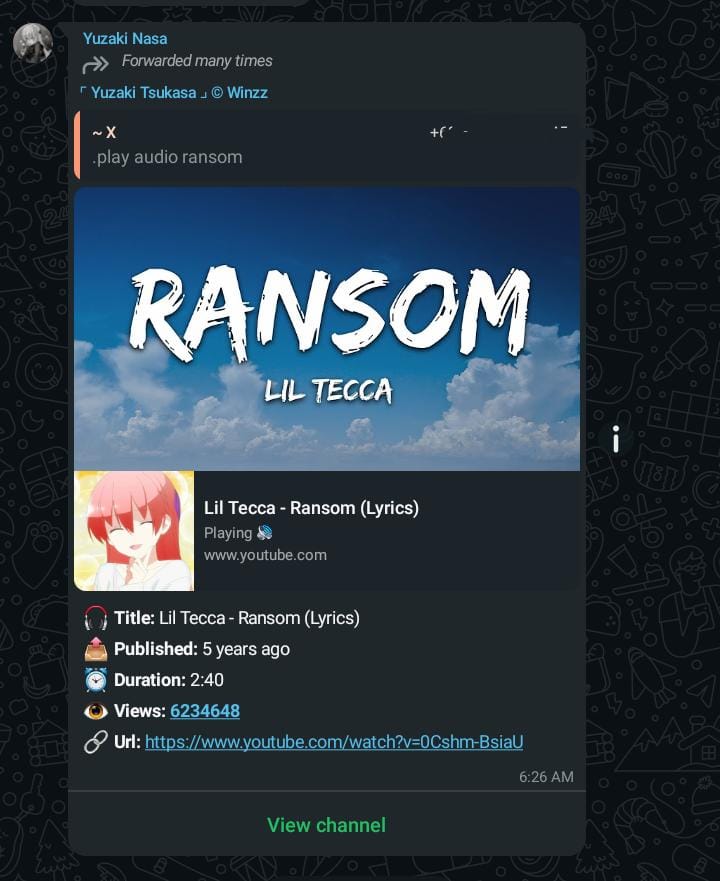 Yuzaki Nasa
Forwarded many times
「 Yuzaki Tsukasa 」 © Winzz
~ X
.play audio ransom
RANSOM
LIL TECCA
Lil Tecca - Ransom (Lyrics)
Playing 🔊
www.youtube.com
🎧 Title: Lil Tecca - Ransom (Lyrics)
📤 Published: 5 years ago
⏰ Duration: 2:40
👁️ Views: 6234648
🔗 Url: https://www.youtube.com/watch?v=0Cshm-BsiaU
6:26 AM
View channel